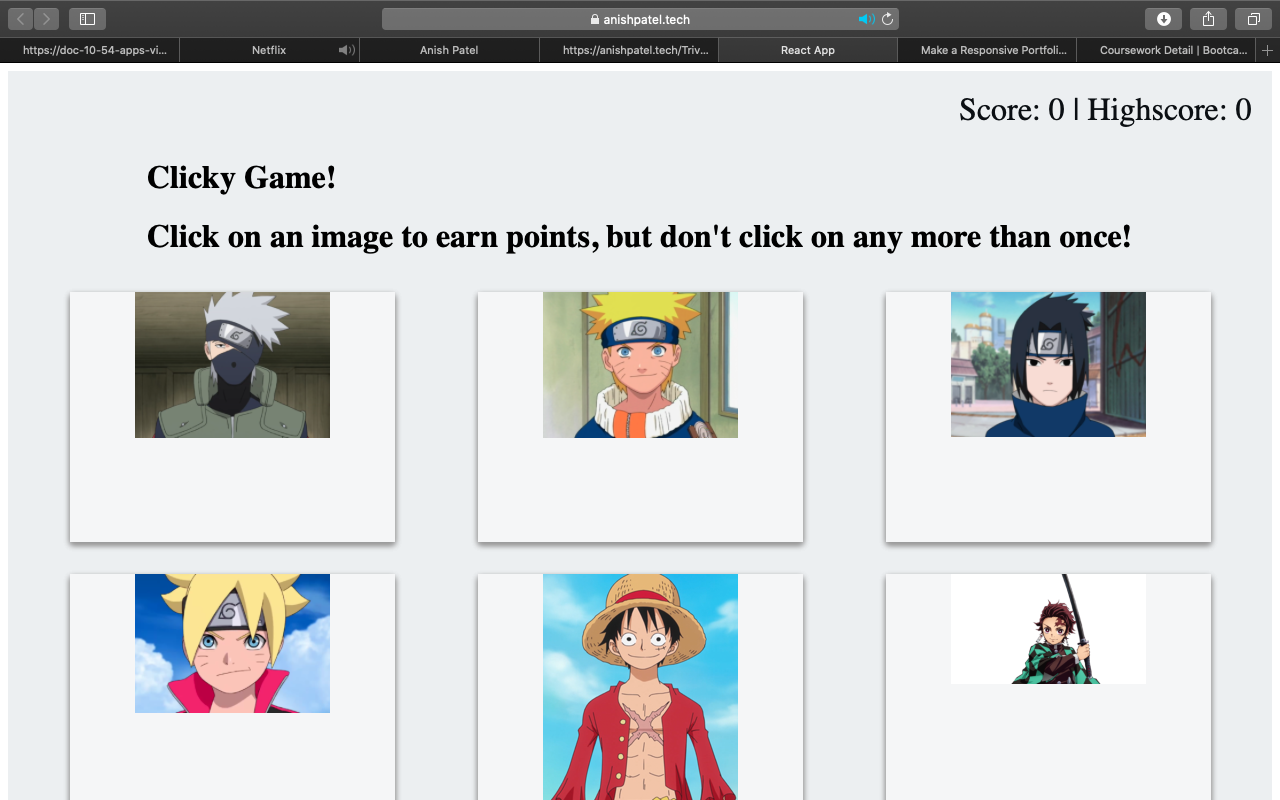 anishpatel.tech
https://doc-10-54-apps-vi...
Netflix
Anish Patel
https://anishpatel.tech/Triv...
React App
Make a Responsive Portfoli...
Coursework Detail | Bootca...
Score: 0 | Highscore: 0
Clicky Game!
Click on an image to earn points, but don't click on any more than once!